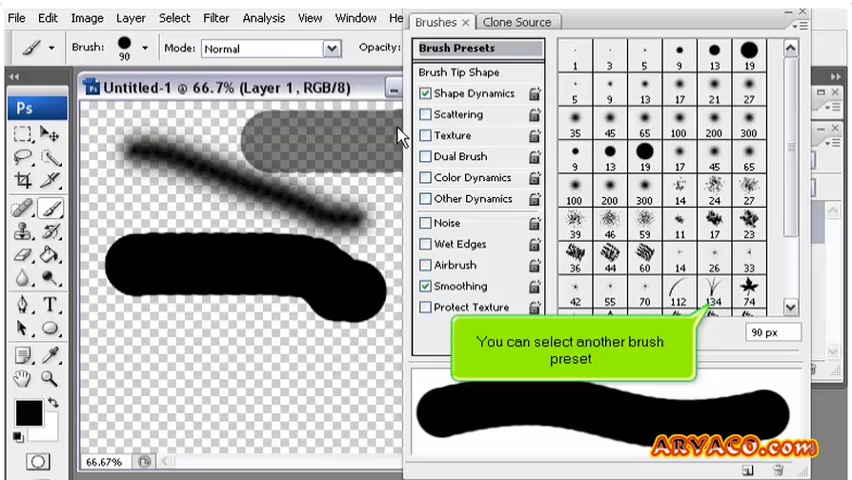 File Edit Image Layer Select Filter Analysis View Window He
Brushes × Clone Source
Brush: 90 Mode: Normal Opacity:
Untitled-1 @ 66.7% (Layer 1, RGB/8)
Ps
Brush Presets
Brush Tip Shape
Shape Dynamics
Scattering
Texture
Dual Brush
Color Dynamics
Other Dynamics
Noise
Wet Edges
Airbrush
Smoothing
Protect Texture
1 3 5 9 13 19
5 9 13 17 21 27
35 45 65 100 200 300
9 13 19 17 45 65
100 200 300 14 24 27
39 46 59 11 17 23
36 44 60 14 26 33
42 55 70 112 134 74
90 px
You can select another brush
preset
66.67%
ARYACO.com